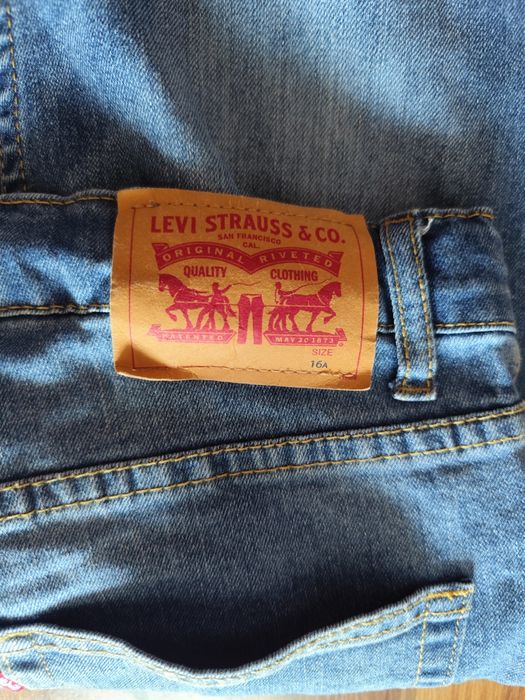 LEVI STRAUSS & CO.
SAN FRANCISCO
CAL.
ORIGINAL RIVETED
QUALITY CLOTHING
PATENTED MAY 20 1873
SIZE
16A